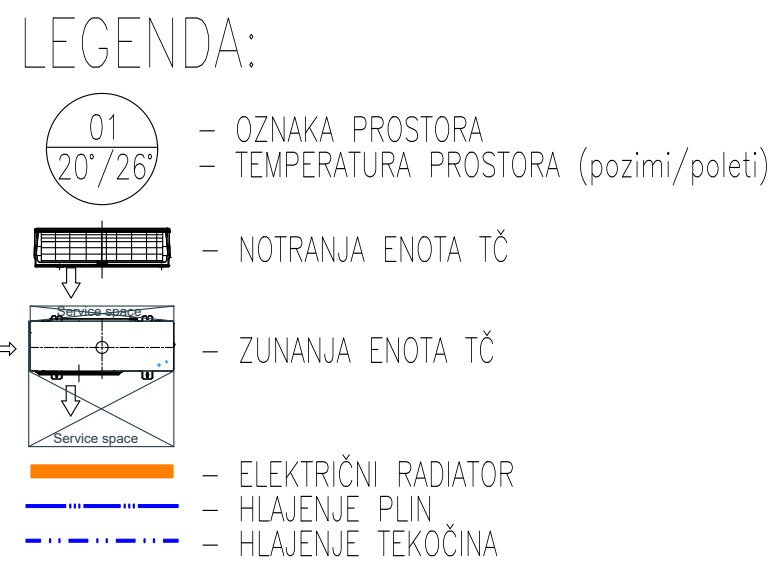 LEGENDA:
01
20°/26°
– OZNAKA PROSTORA
– TEMPERATURA PROSTORA (pozimi/poleti)
– NOTRANJA ENOTA TČ
Service space
– ZUNANJA ENOTA TČ
Service space
– ELEKTRIČNI RADIATOR
– HLAJENJE PLIN
– HLAJENJE TEKOČINA